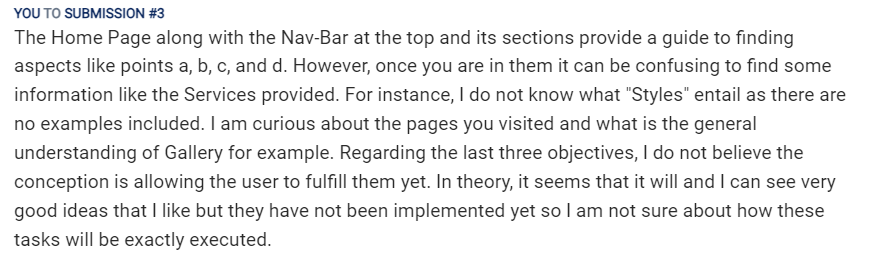 YOU TO SUBMISSION #3
The Home Page along with the Nav-Bar at the top and its sections provide a guide to finding
aspects like points a, b, c, and d. However, once you are in them it can be confusing to find some
information like the Services provided. For instance, I do not know what "Styles" entail as there are
no examples included. I am curious about the pages you visited and what is the general
understanding of Gallery for example. Regarding the last three objectives, I do not believe the
conception is allowing the user to fulfill them yet. In theory, it seems that it will and I can see very
good ideas that I like but they have not been implemented yet so I am not sure about how these
tasks will be exactly executed.